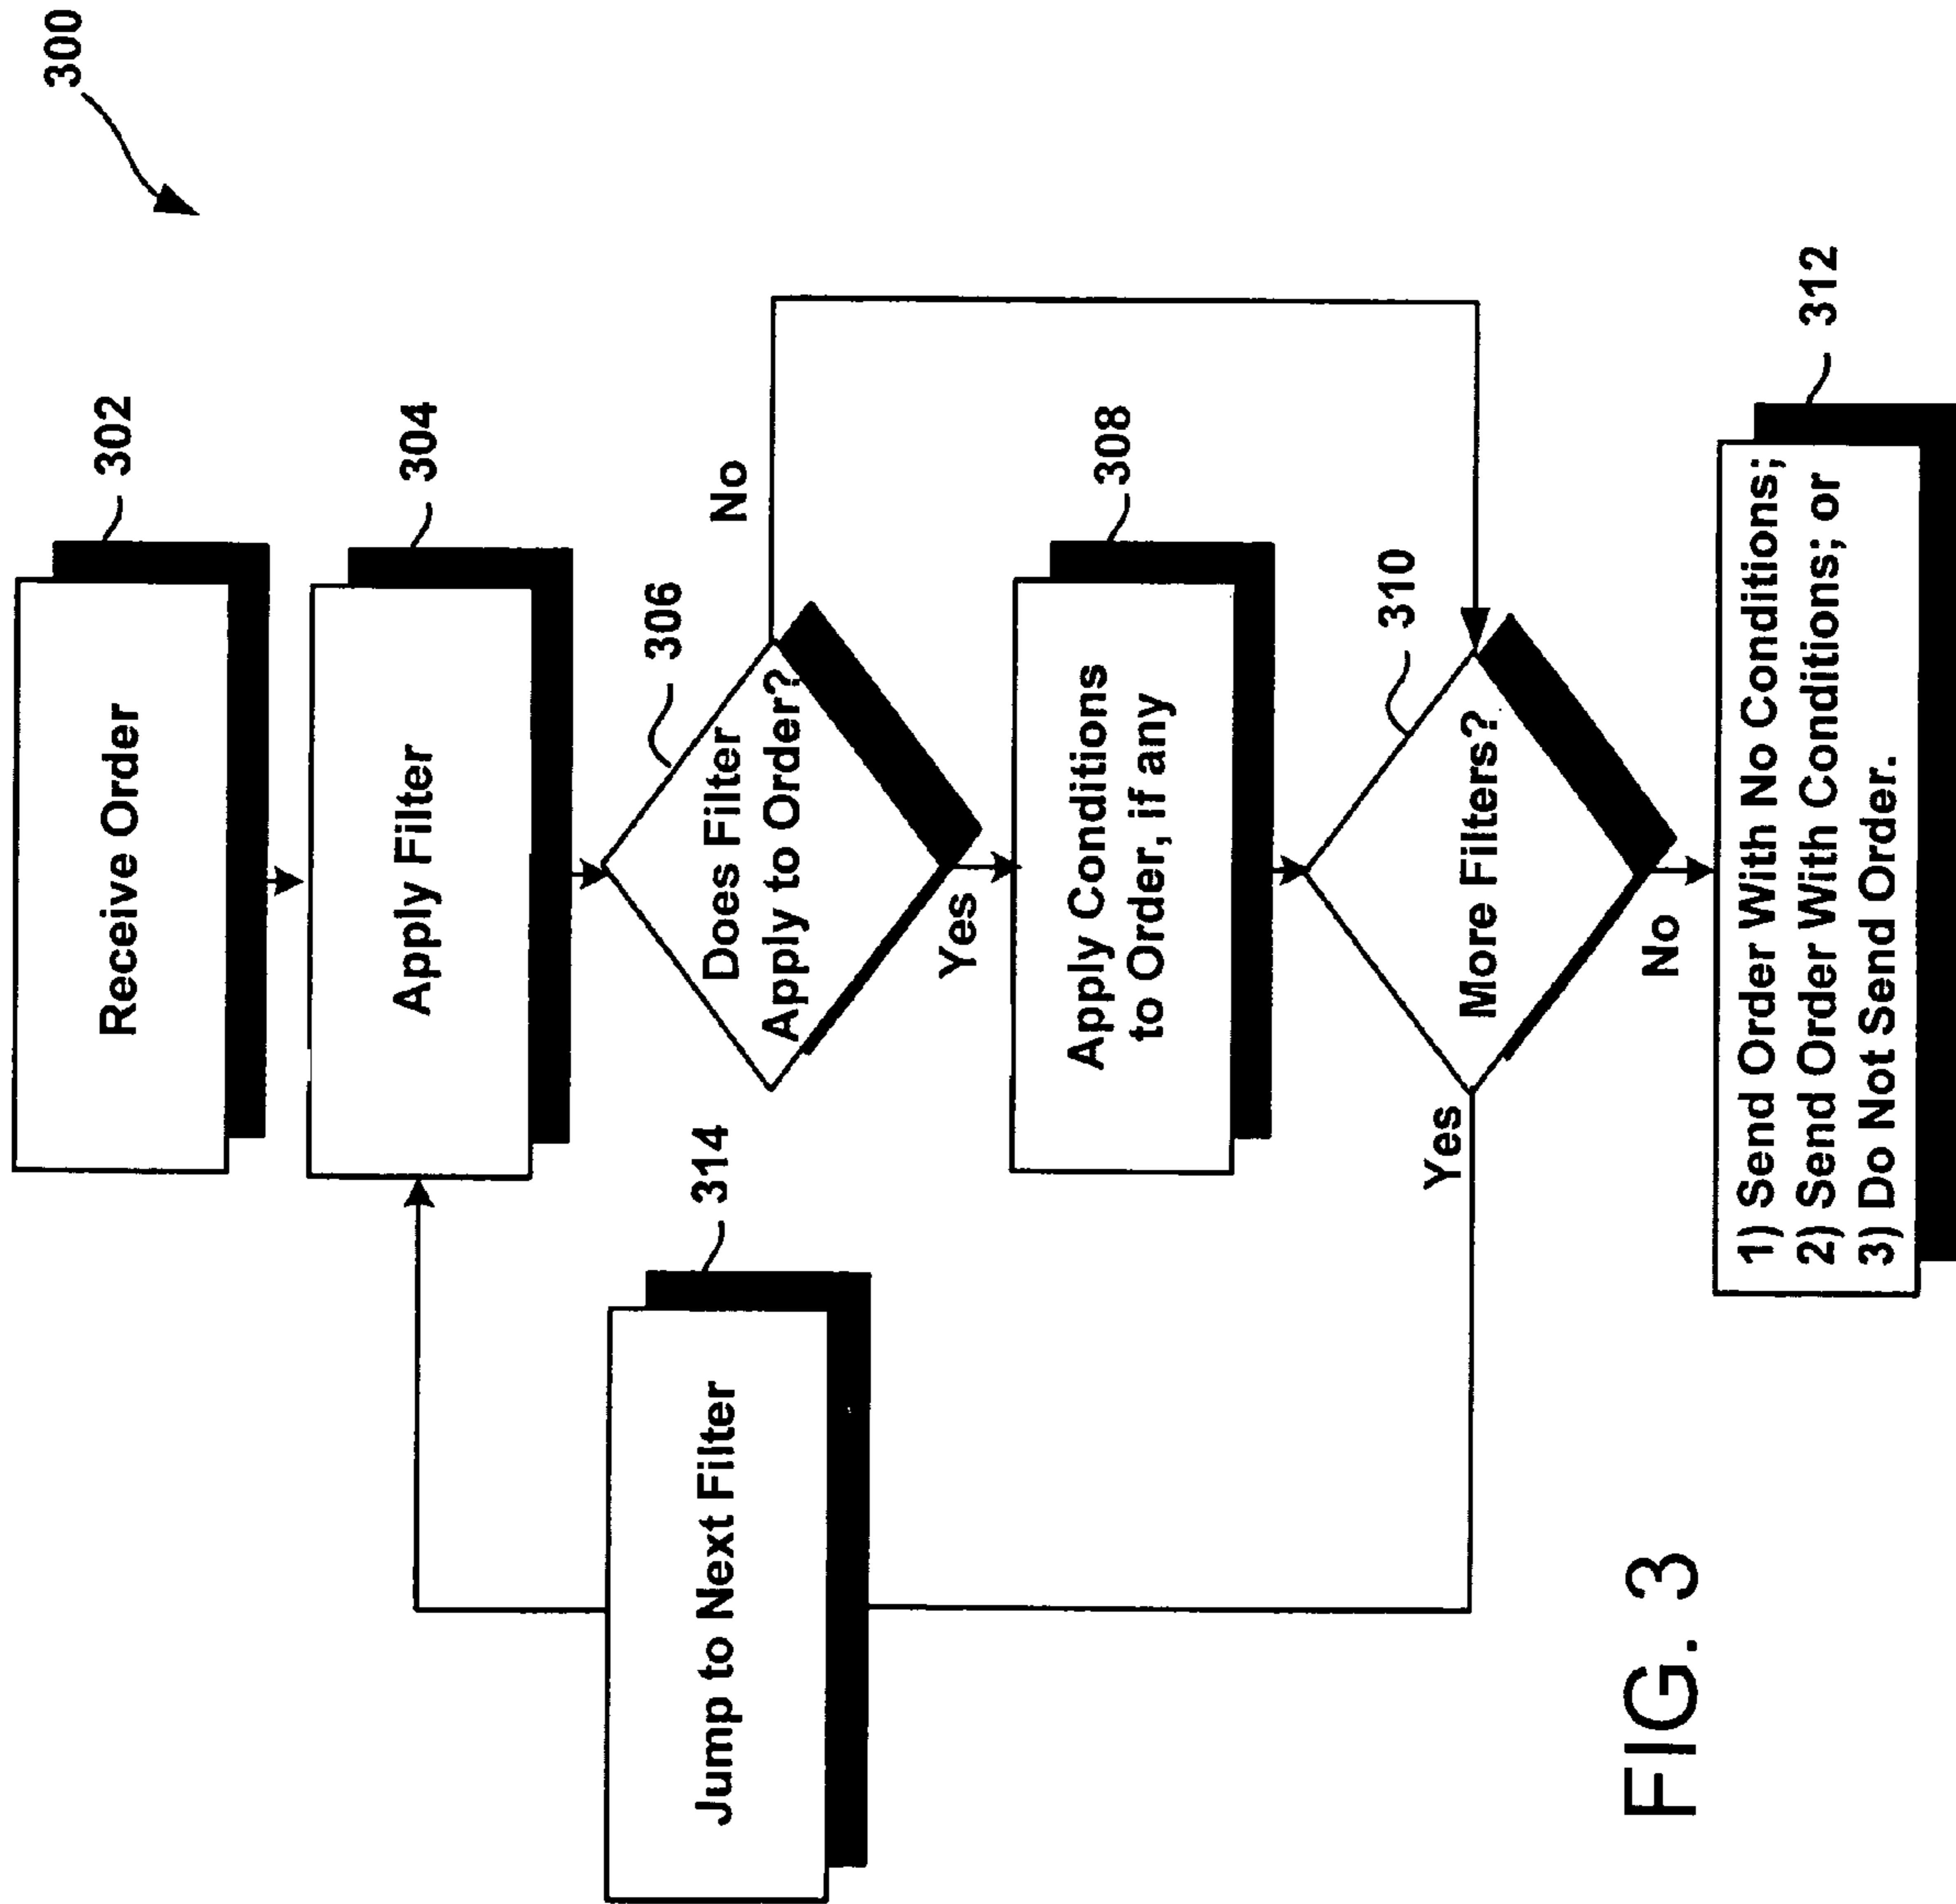 300
Receive Order
302
Apply Filter
304
Does Filter
Apply to Order?
306
No
Yes
Apply Conditions
to Order, if any
308
More Filters?
310
Yes
No
Jump to Next Filter
314
1) Send Order With No Conditions;
2) Send Order With Conditions; or
3) Do Not Send Order.
312
FIG. 3